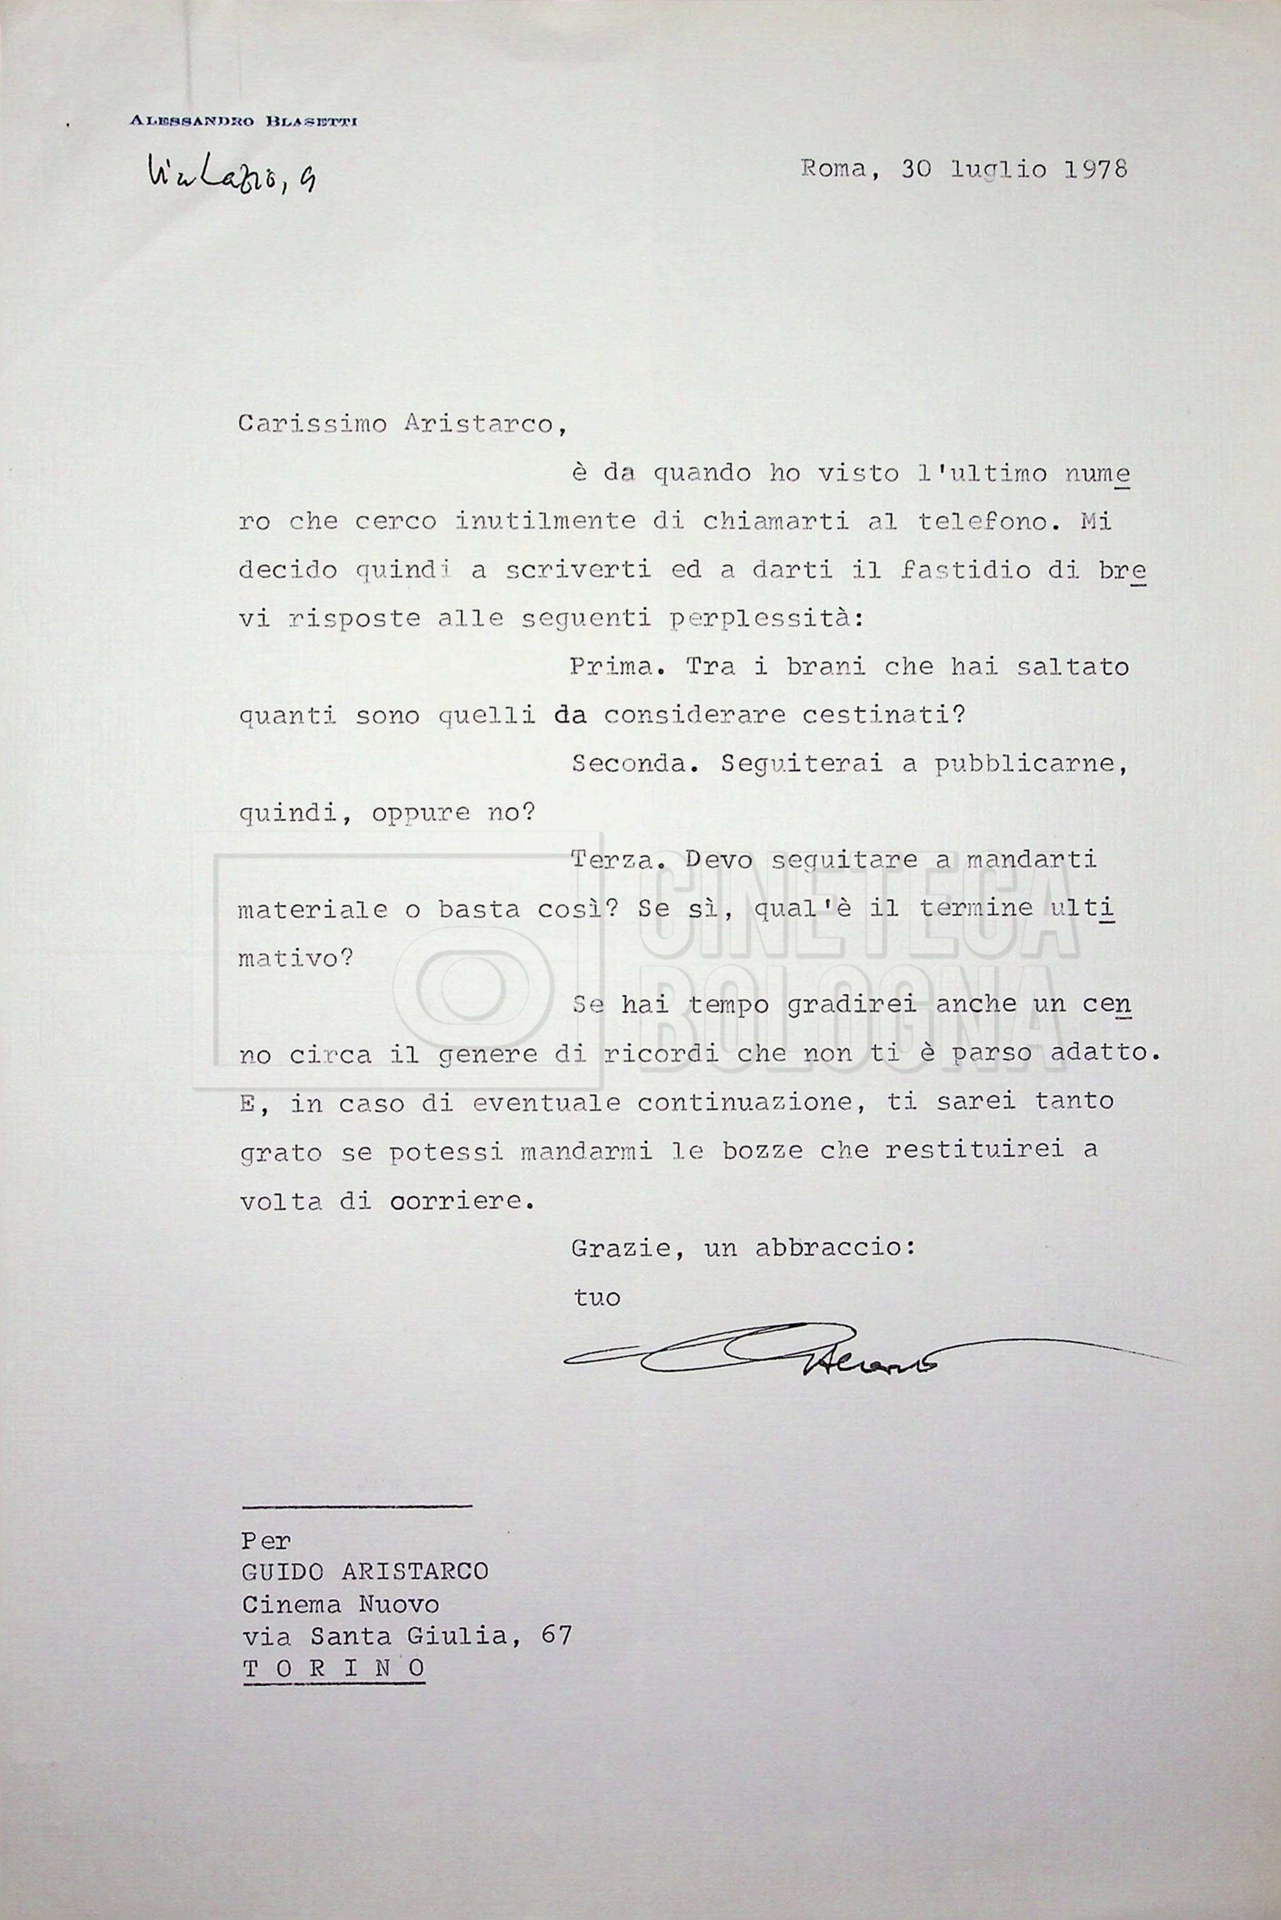 ALESSANDRO BLASETTI
Via Lazio, 9
Roma, 30 luglio 1978
Carissimo Aristarco,
è da quando ho visto l'ultimo nume
ro che cerco inutilmente di chiamarti al telefono. Mi
decido quindi a scriverti ed a darti il fastidio di bre
vi risposte alle seguenti perplessità:
Prima. Tra i brani che hai saltato
quanti sono quelli da considerare cestinati?
Seconda. Seguiterai a pubblicarne,
quindi, oppure no?
Terza. Devo seguitare a mandarti
materiale o basta così? Se sì, qual'è il termine ulti
mativo?
Se hai tempo gradirei anche un cen
no circa il genere di ricordi che non ti è parso adatto.
E, in caso di eventuale continuazione, ti sarei tanto
grato se potessi mandarmi le bozze che restituirei a
volta di corriere.
Grazie, un abbraccio:
tuo
Per
GUIDO ARISTARCO
Cinema Nuovo
via Santa Giulia, 67
T O R I N O
CINETECA
BOLOGNA